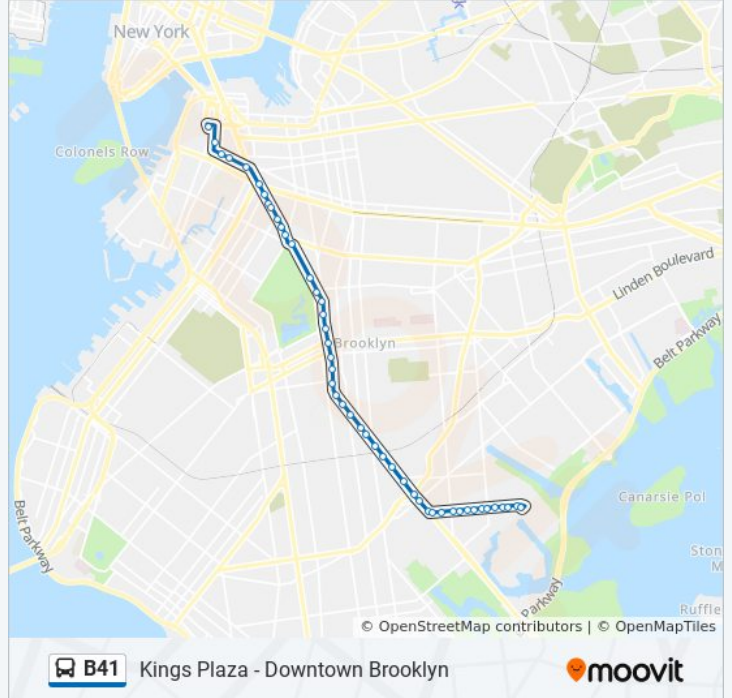 New York
Colonels Row
Linden Boulevard
Brooklyn
Belt Parkway
Canarsie Pol
Belt Parkway
Ston
M
Parkway
Ruffle
© OpenStreetMap contributors | © OpenMapTiles
B41 Kings Plaza - Downtown Brooklyn moovit